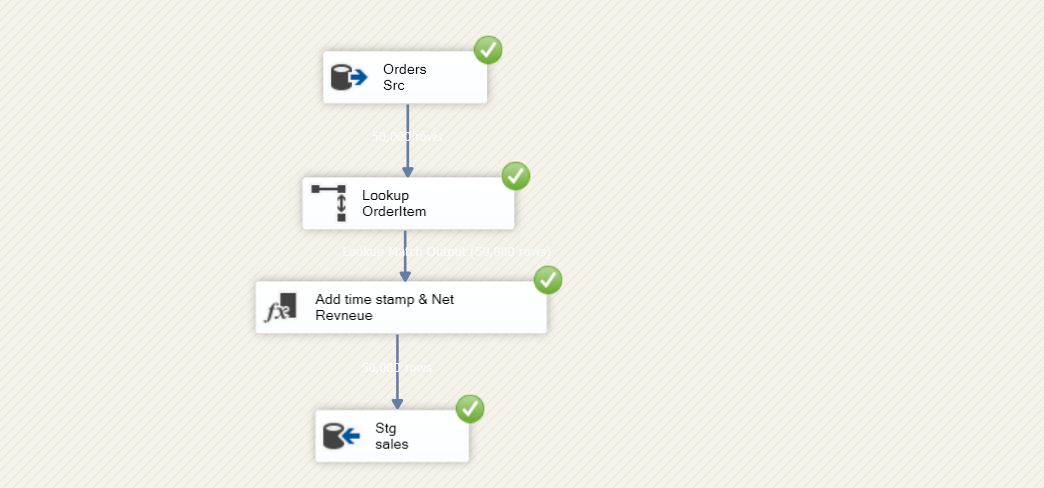 Orders
Src
50,000 rows
Lookup
OrderItem
Lookup Match Output (50,000 rows)
Add time stamp & Net
Revneue
50,000 rows
Stg
sales